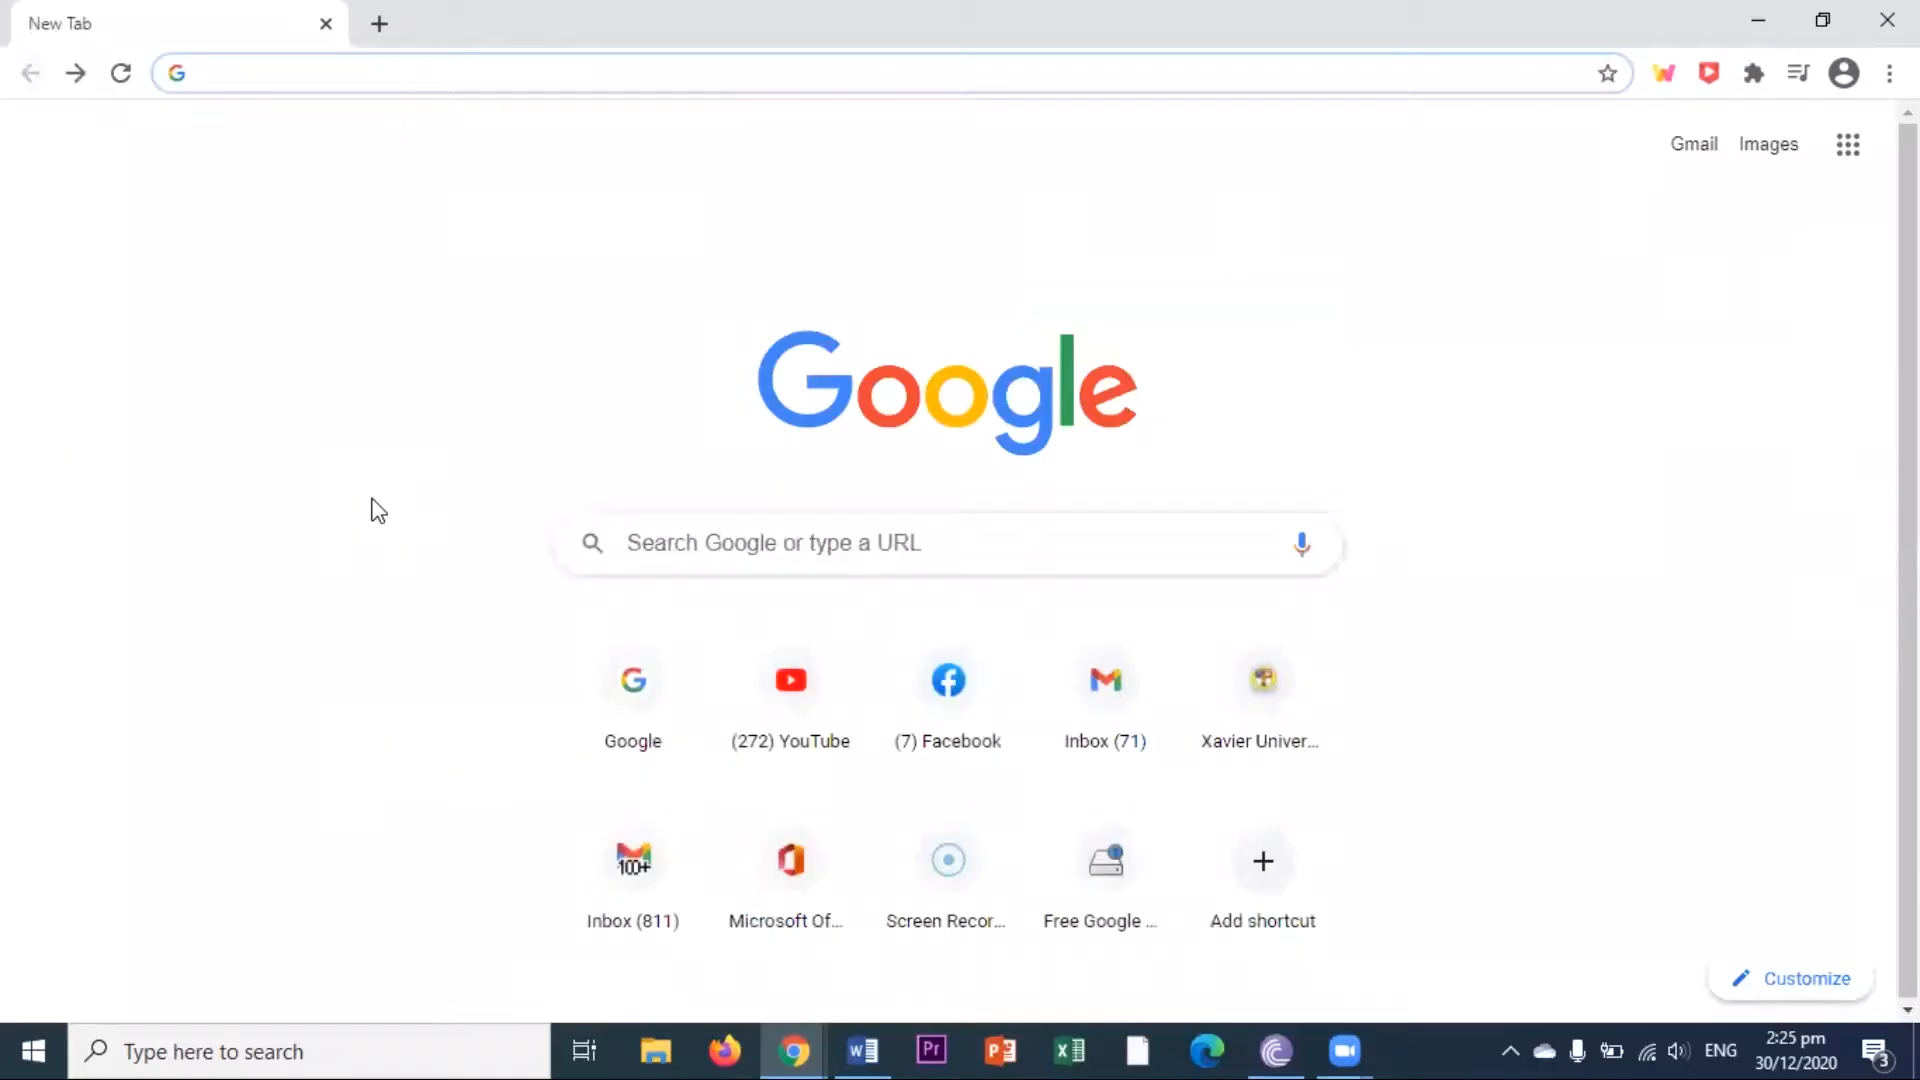 New Tab
Gmail Images
Google
Search Google or type a URL
Google (272) YouTube (7) Facebook Inbox (71) Xavier Univer...
100+
Inbox (811) Microsoft Of... Screen Recor... Free Google ... Add shortcut
Customize
Type here to search
ENG
2:25 pm
30/12/2020
3